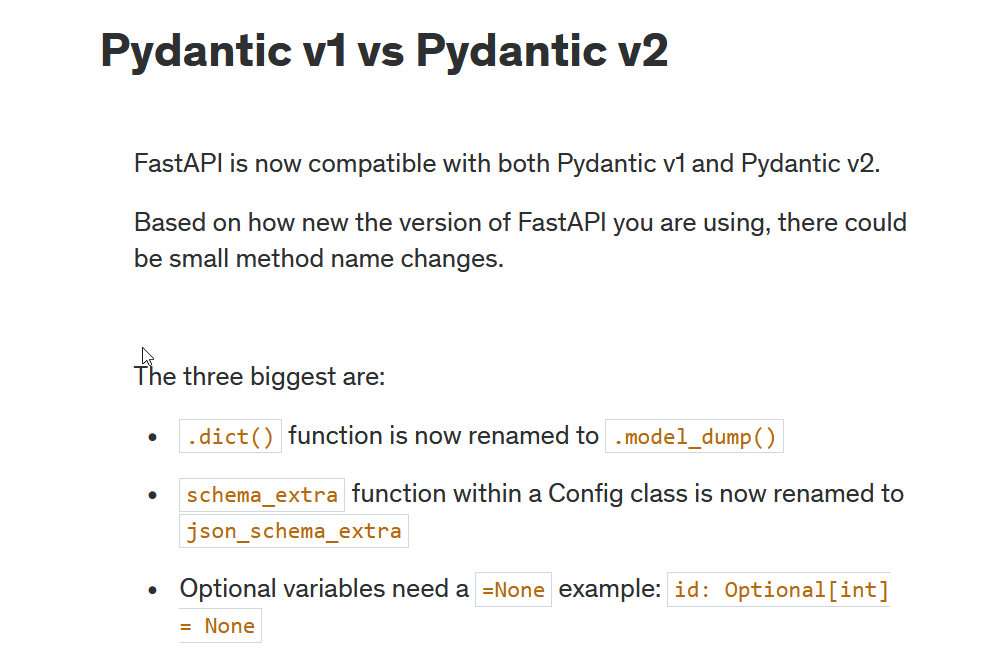 Pydantic v1 vs Pydantic v2
FastAPI is now compatible with both Pydantic v1 and Pydantic v2.
Based on how new the version of FastAPI you are using, there could
be small method name changes.
The three biggest are:
• .dict() function is now renamed to .model_dump()
• schema_extra function within a Config class is now renamed to
json_schema_extra
• Optional variables need a =None example: id: Optional[int]
= None